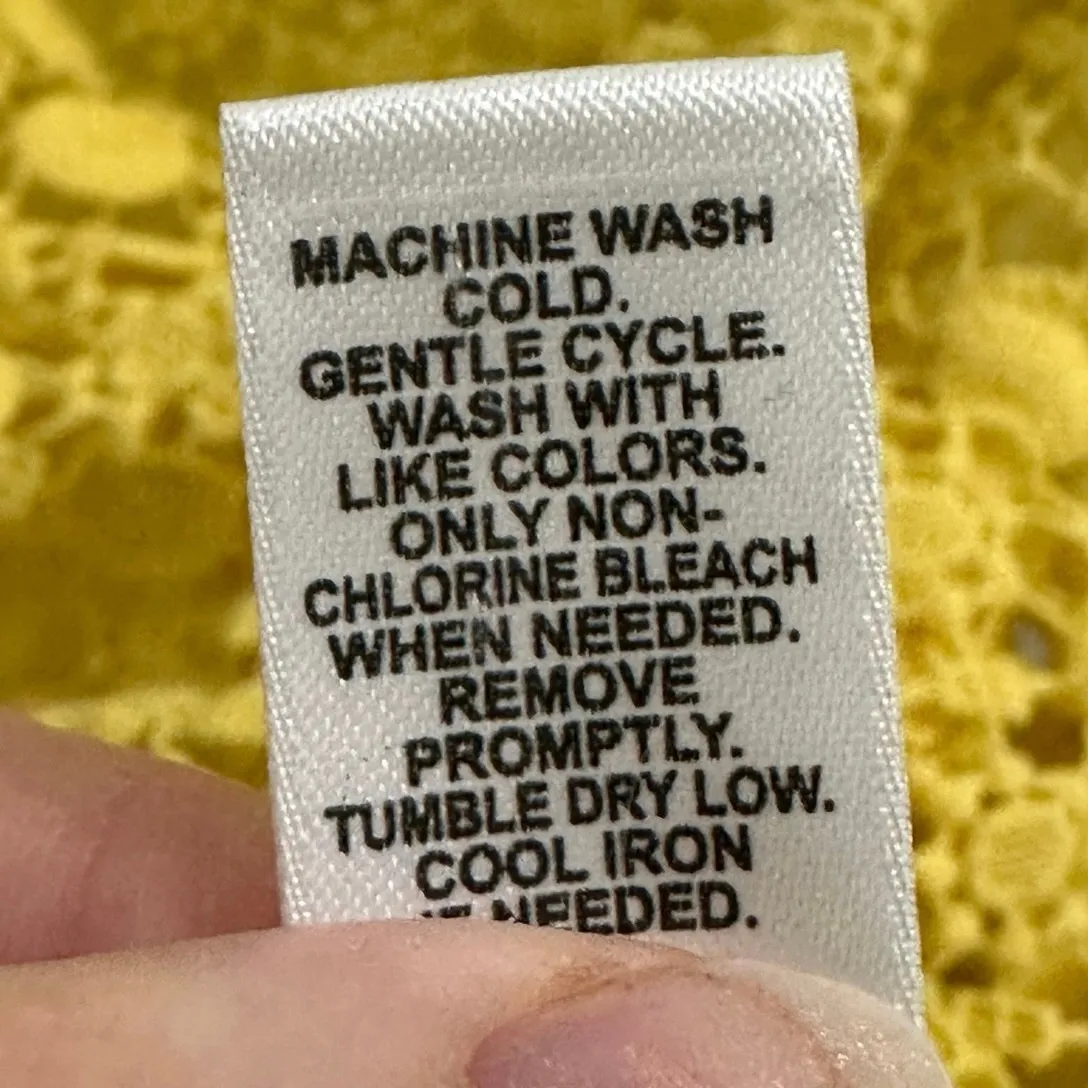 MACHINE WASH
COLD.
GENTLE CYCLE.
WASH WITH
LIKE COLORS.
ONLY NON-
CHLORINE BLEACH
WHEN NEEDED.
REMOVE
PROMPTLY.
TUMBLE DRY LOW.
COOL IRON
IF NEEDED.